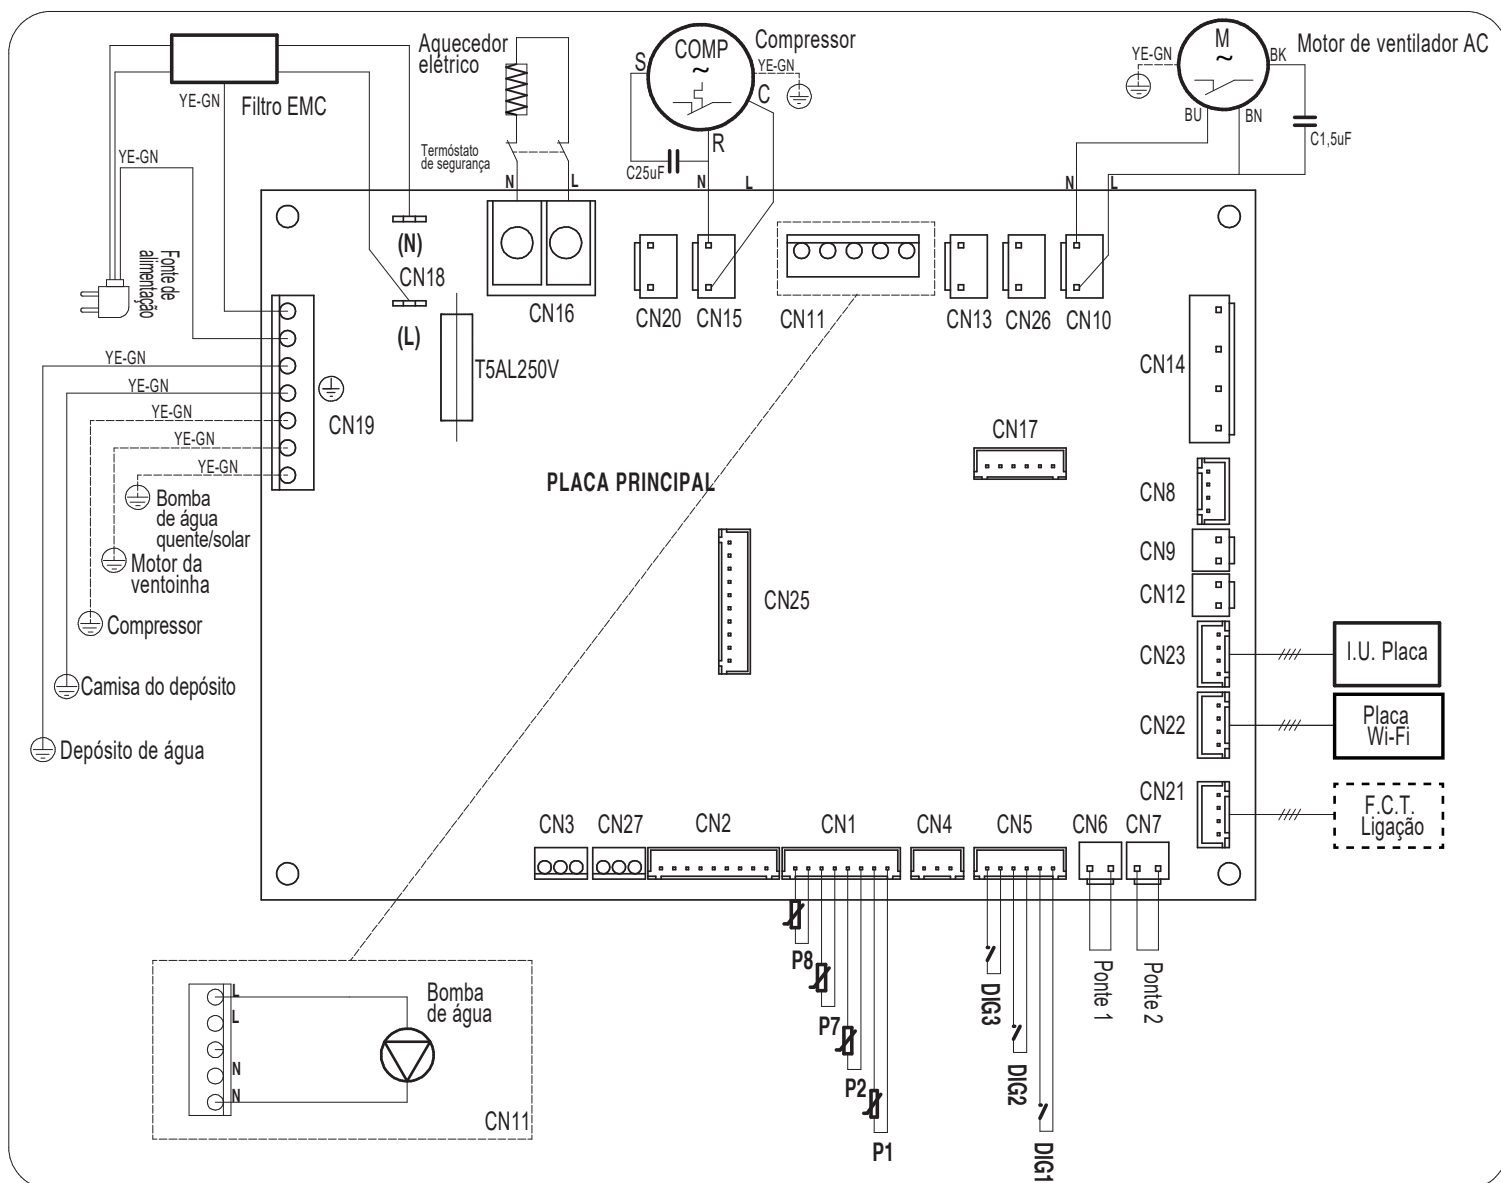 Filtro EMC
YE-GN
YE-GN
Fonte de
alimentação
Aquecedor
elétrico
Termóstato
de segurança
N
L
S
COMP
~
Compressor
YE-GN
C
R
C25uF
N
L
YE-GN
M
~
Motor de ventilador AC
BK
BU
BN
C1,5uF
N
L
(N)
CN18
(L)
T5AL250V
CN16
CN20
CN15
CN11
CN13
CN26
CN10
CN14
CN19
YE-GN
YE-GN
YE-GN
YE-GN
YE-GN
Bomba
de água
quente/solar
Motor da
ventoinha
Compressor
Camisa do depósito
Depósito de água
PLACA PRINCIPAL
CN17
CN25
CN8
CN9
CN12
CN23
I.U. Placa
CN22
Placa
Wi-Fi
CN21
F.C.T.
Ligação
CN3
CN27
CN2
CN1
CN4
CN5
CN6
CN7
P8
P7
P2
P1
DIG3
DIG2
DIG1
Ponte 1
Ponte 2
L
L
N
N
Bomba
de água
CN11